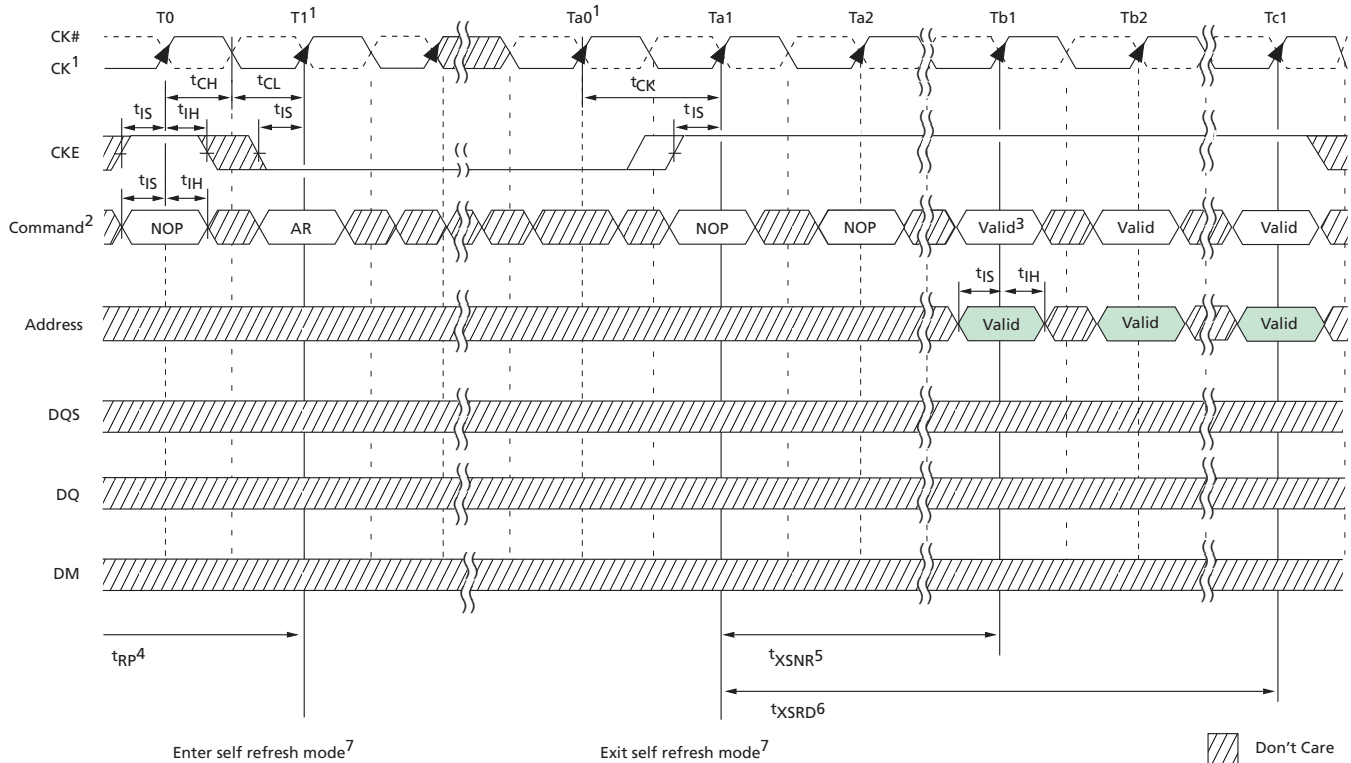 T0 T1¹ Ta0¹ Ta1 Ta2 Tb1 Tb2 Tc1
CK#
CK¹
tCH tCL tCK
tIS tIH tIS tIS
CKE
tIS tIH
Command² NOP AR NOP NOP Valid³ Valid Valid
tIS tIH
Address Valid Valid Valid
DQS
DQ
DM
tRP⁴ tXSNR⁵
tXSRD⁶
Enter self refresh mode⁷ Exit self refresh mode⁷ Don't Care